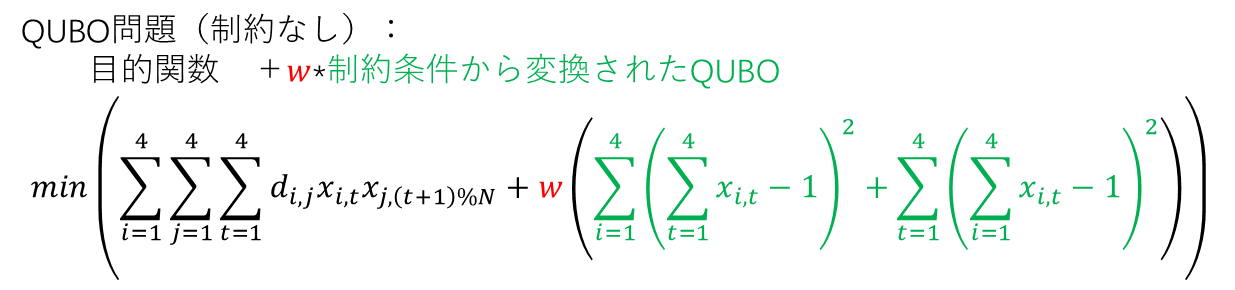 QUBO問題（制約なし）：
目的関数　＋w*制約条件から変換されたQUBO
min(∑_{i=1}^{4}∑_{j=1}^{4}∑_{t=1}^{4} d_{i,j}x_{i,t}x_{j,(t+1)%N} + w(∑_{i=1}^{4}(∑_{t=1}^{4} x_{i,t} − 1)^2 + ∑_{t=1}^{4}(∑_{i=1}^{4} x_{i,t} − 1)^2))